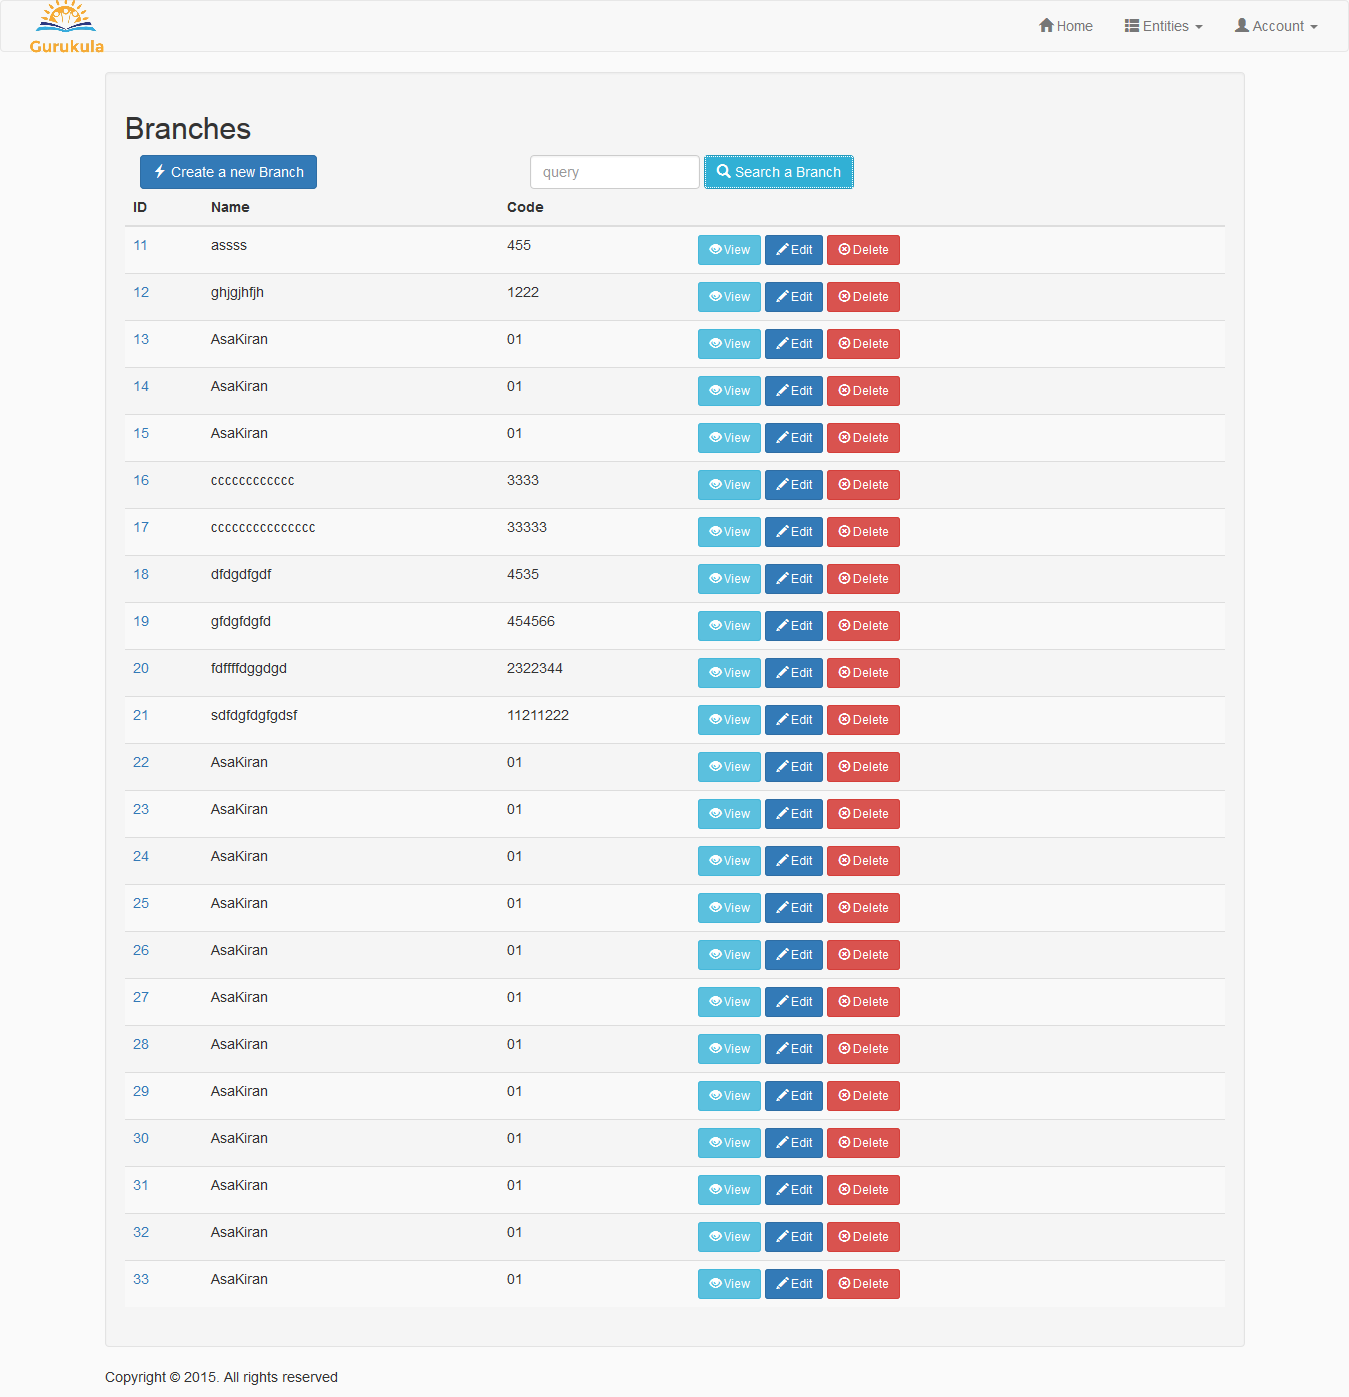 Gurukula
Home Entities Account
Branches
Create a new Branch query Search a Branch
ID Name Code
11 assss 455 View Edit Delete
12 ghjgjhfjh 1222 View Edit Delete
13 AsaKiran 01 View Edit Delete
14 AsaKiran 01 View Edit Delete
15 AsaKiran 01 View Edit Delete
16 cccccccccccc 3333 View Edit Delete
17 ccccccccccccccc 33333 View Edit Delete
18 dfdgdfgdf 4535 View Edit Delete
19 gfdgfdgfd 454566 View Edit Delete
20 fdffffdggdgd 2322344 View Edit Delete
21 sdfdgfdgfgdsf 11211222 View Edit Delete
22 AsaKiran 01 View Edit Delete
23 AsaKiran 01 View Edit Delete
24 AsaKiran 01 View Edit Delete
25 AsaKiran 01 View Edit Delete
26 AsaKiran 01 View Edit Delete
27 AsaKiran 01 View Edit Delete
28 AsaKiran 01 View Edit Delete
29 AsaKiran 01 View Edit Delete
30 AsaKiran 01 View Edit Delete
31 AsaKiran 01 View Edit Delete
32 AsaKiran 01 View Edit Delete
33 AsaKiran 01 View Edit Delete
Copyright © 2015. All rights reserved